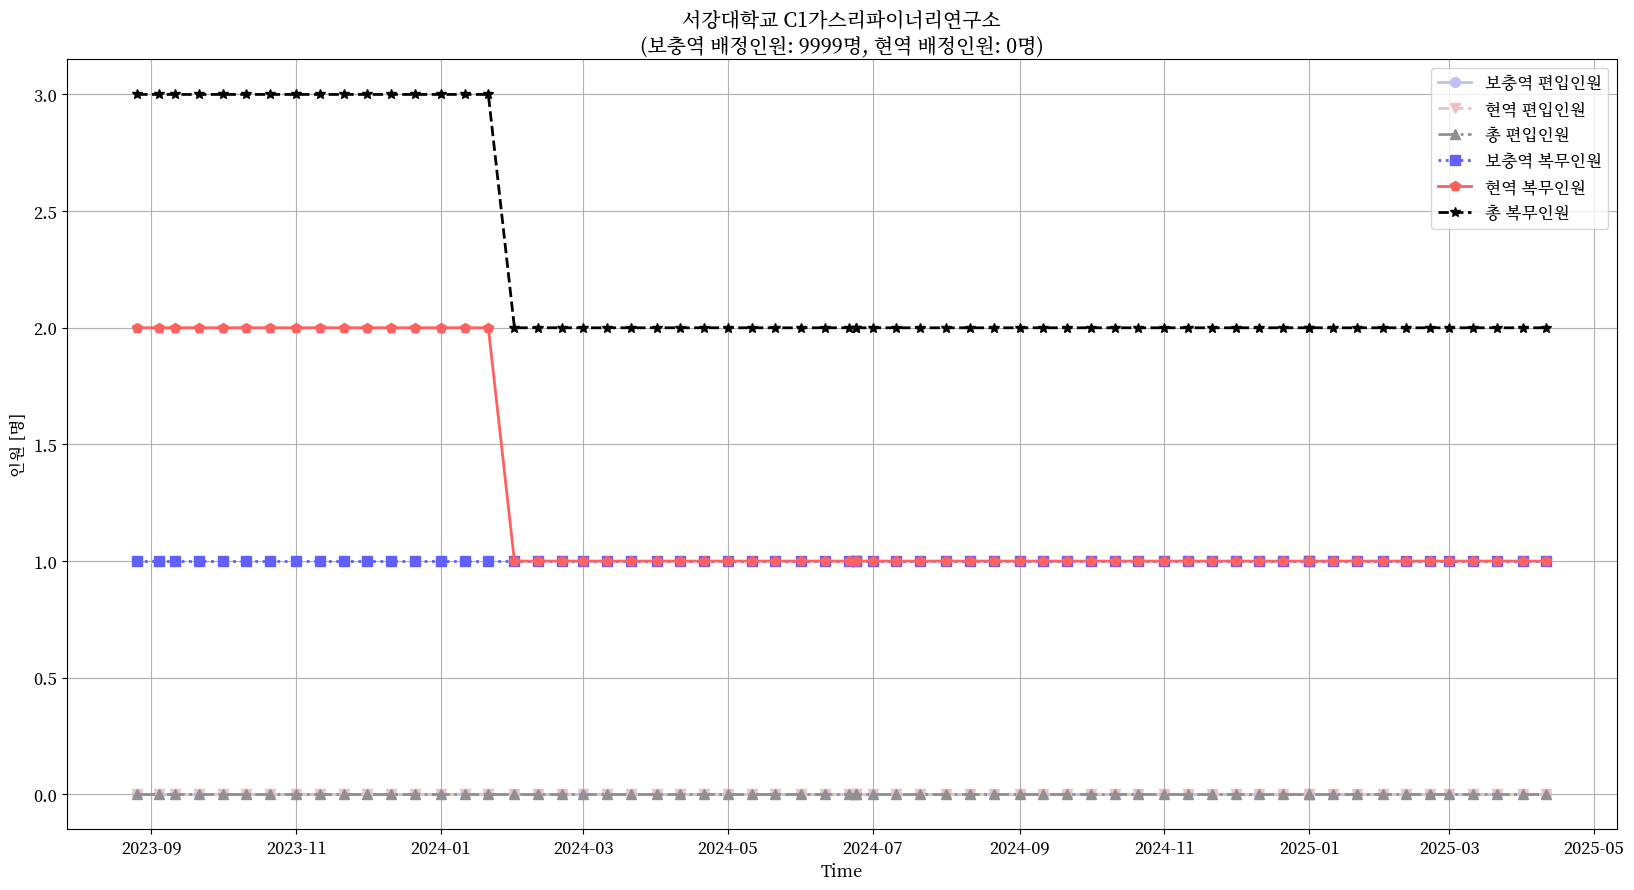 서강대학교 C1가스리파이너리연구소
(보충역 배정인원: 9999명, 현역 배정인원: 0명)
보충역 편입인원
현역 편입인원
총 편입인원
보충역 복무인원
현역 복무인원
총 복무인원
3.0
2.5
2.0
1.5
1.0
0.5
0.0
인원 [명]
2023-09
2023-11
2024-01
2024-03
2024-05
2024-07
2024-09
2024-11
2025-01
2025-03
2025-05
Time